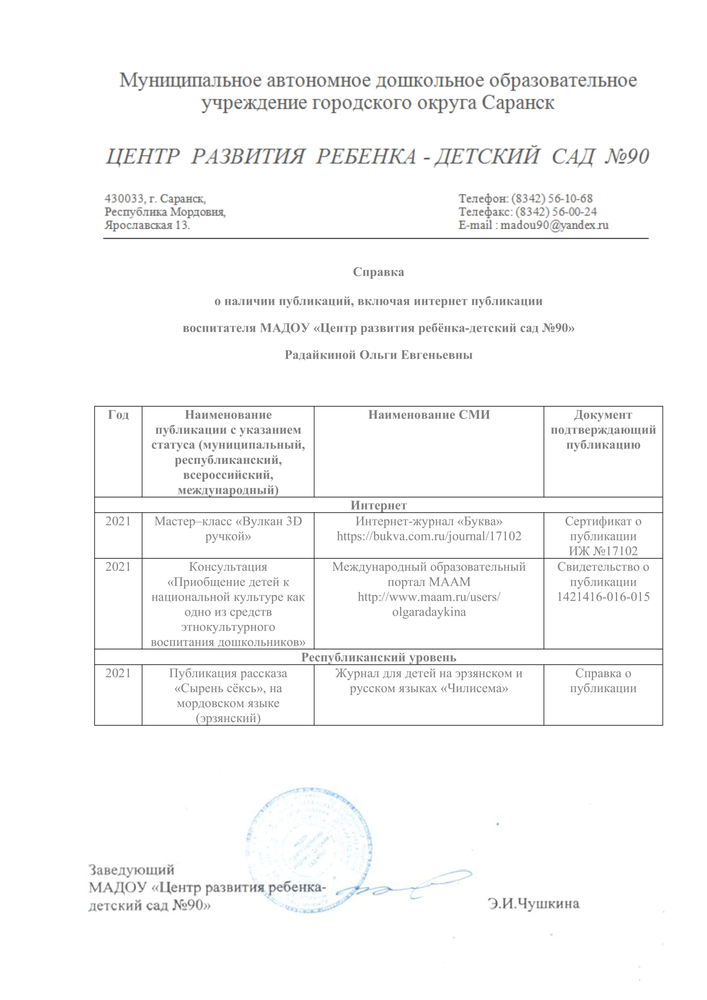 Муниципальное автономное дошкольное образовательное
учреждение городского округа Саранск
ЦЕНТР РАЗВИТИЯ РЕБЕНКА - ДЕТСКИЙ САД №90
430033, г. Саранск,
Республика Мордовия,
Ярославская 13.
Телефон: (8342) 56-10-68
Телефакс: (8342) 56-00-24
E-mail : madou90@yandex.ru
Справка
о наличии публикаций, включая интернет публикации
воспитателя МАДОУ «Центр развития ребёнка-детский сад №90»
Радайкиной Ольги Евгеньевны
Год
Наименование
публикации с указанием
статуса (муниципальный,
республиканский,
всероссийский,
международный)
Наименование СМИ
Документ
подтверждающий
публикацию
Интернет
2021
Мастер–класс «Вулкан 3D
ручкой»
Интернет-журнал «Буква»
https://bukva.com.ru/journal/17102
Сертификат о
публикации
ИЖ №17102
2021
Консультация
«Приобщение детей к
национальной культуре как
одно из средств
этнокультурного
воспитания дошкольников»
Международный образовательный
портал МААМ
http://www.maam.ru/users/
olgaradaykina
Свидетельство о
публикации
1421416-016-015
Республиканский уровень
2021
Публикация рассказа
«Сырень сёксь», на
мордовском языке
(эрзянский)
Журнал для детей на эрзянском и
русском языках «Чилисема»
Справка о
публикации
Заведующий
МАДОУ «Центр развития ребенка-
детский сад №90»
Э.И.Чушкина